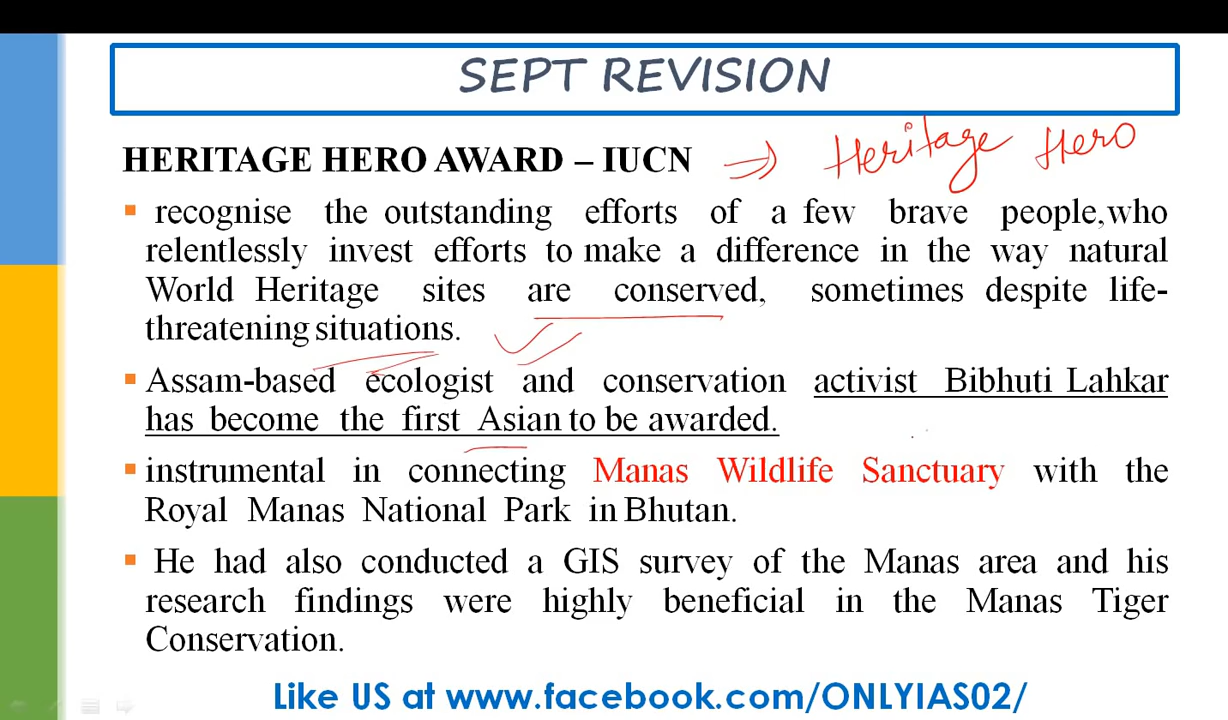 SEPT REVISION
HERITAGE HERO AWARD – IUCN ⇒ Heritage Hero
▪ recognise the outstanding efforts of a few brave people,who
relentlessly invest efforts to make a difference in the way natural
World Heritage sites are conserved, sometimes despite life-
threatening situations.
▪ Assam-based ecologist and conservation activist Bibhuti Lahkar
has become the first Asian to be awarded.
▪ instrumental in connecting Manas Wildlife Sanctuary with the
Royal Manas National Park in Bhutan.
▪ He had also conducted a GIS survey of the Manas area and his
research findings were highly beneficial in the Manas Tiger
Conservation.
Like US at www.facebook.com/ONLYIAS02/